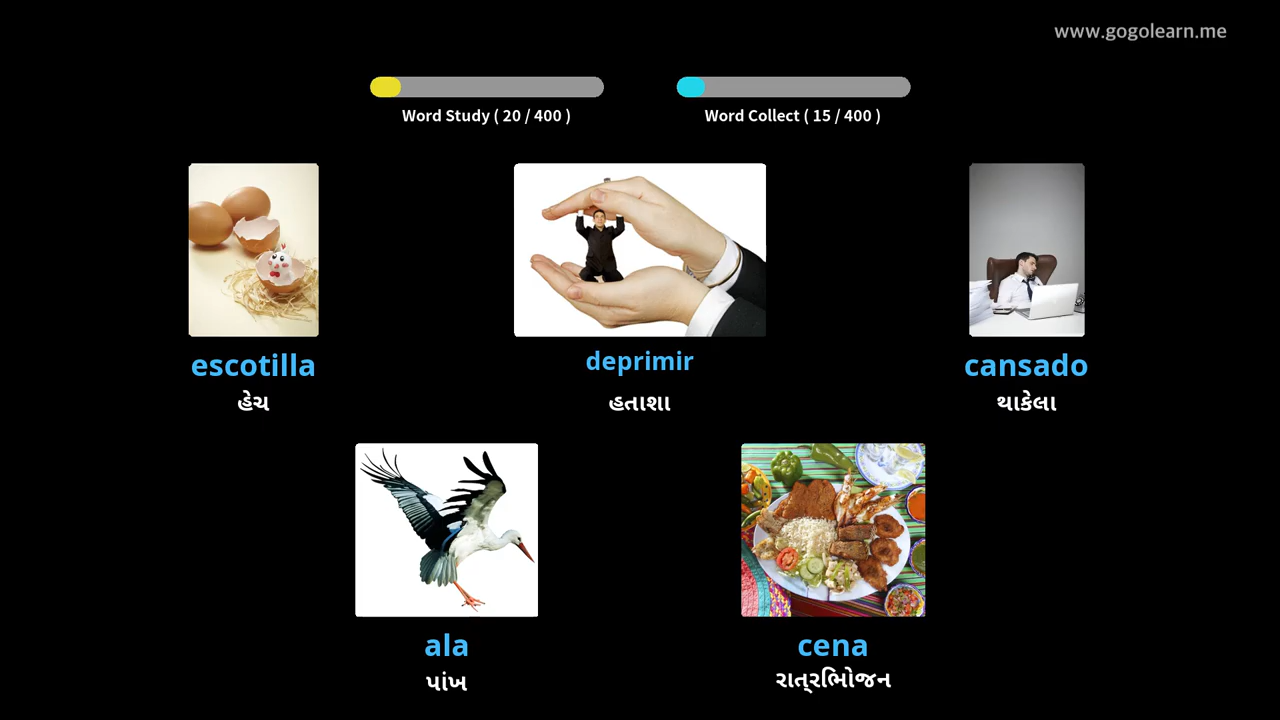 www.gogolearn.me
Word Study ( 20 / 400 )
Word Collect ( 15 / 400 )
escotilla
હેચ
deprimir
હતાશા
cansado
થાકેલા
ala
પાંખ
cena
રાત્રિભોજન